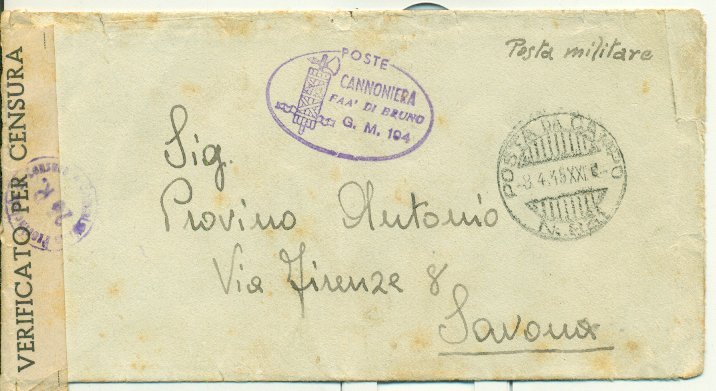 VERIFICATO PER CENSURA
POSTE
CANNONIERA
FAA' DI BRUNO
G. M. 194
Posta militare
POSTA DA CAMPO
Sig.
Provino Antonio
Via Firenze 8
Savona